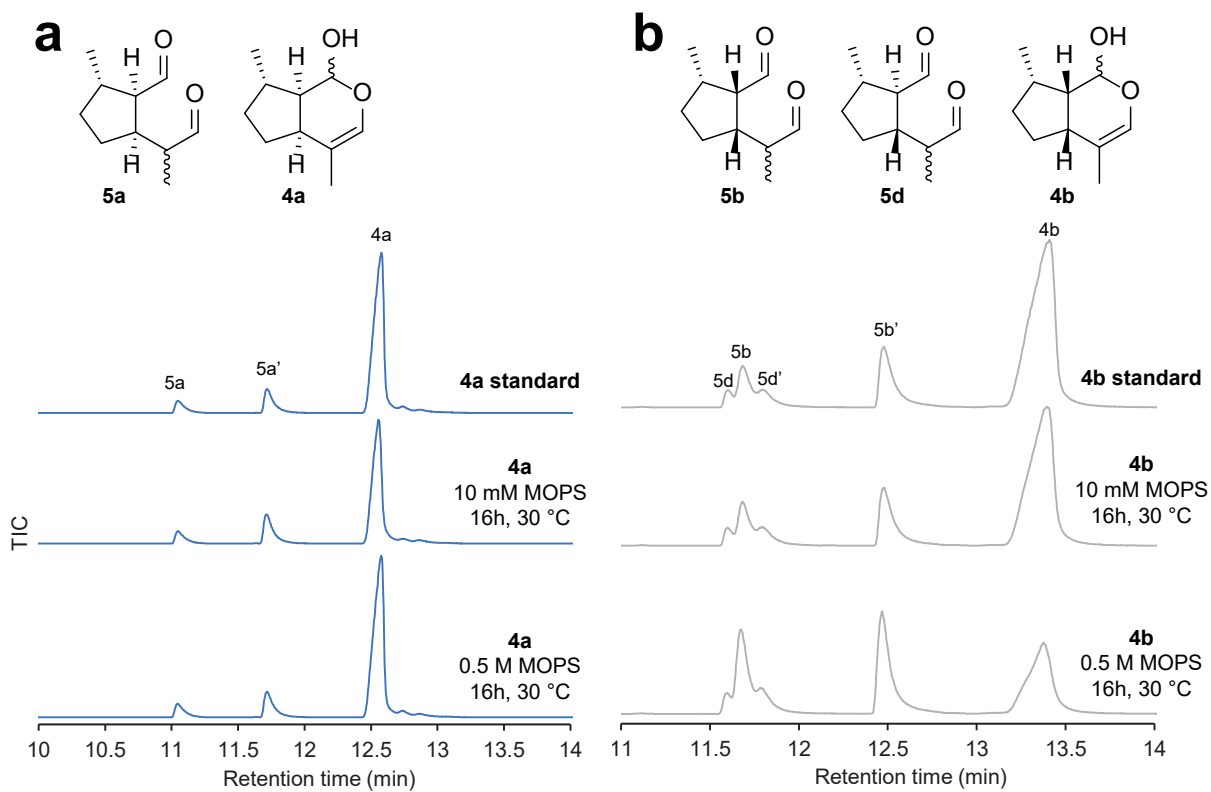 a
H
O
O
H
5a
OH
H
O
H
4a
b
H
O
O
H
5b
H
O
O
H
5d
OH
H
O
H
4b
TIC
5a
5a’
4a
4a standard
4a
10 mM MOPS
16h, 30 °C
4a
0.5 M MOPS
16h, 30 °C
10 10.5 11 11.5 12 12.5 13 13.5 14
Retention time (min)
5d
5b
5d’
5b’
4b
4b standard
4b
10 mM MOPS
16h, 30 °C
4b
0.5 M MOPS
16h, 30 °C
11 11.5 12 12.5 13 13.5 14
Retention time (min)